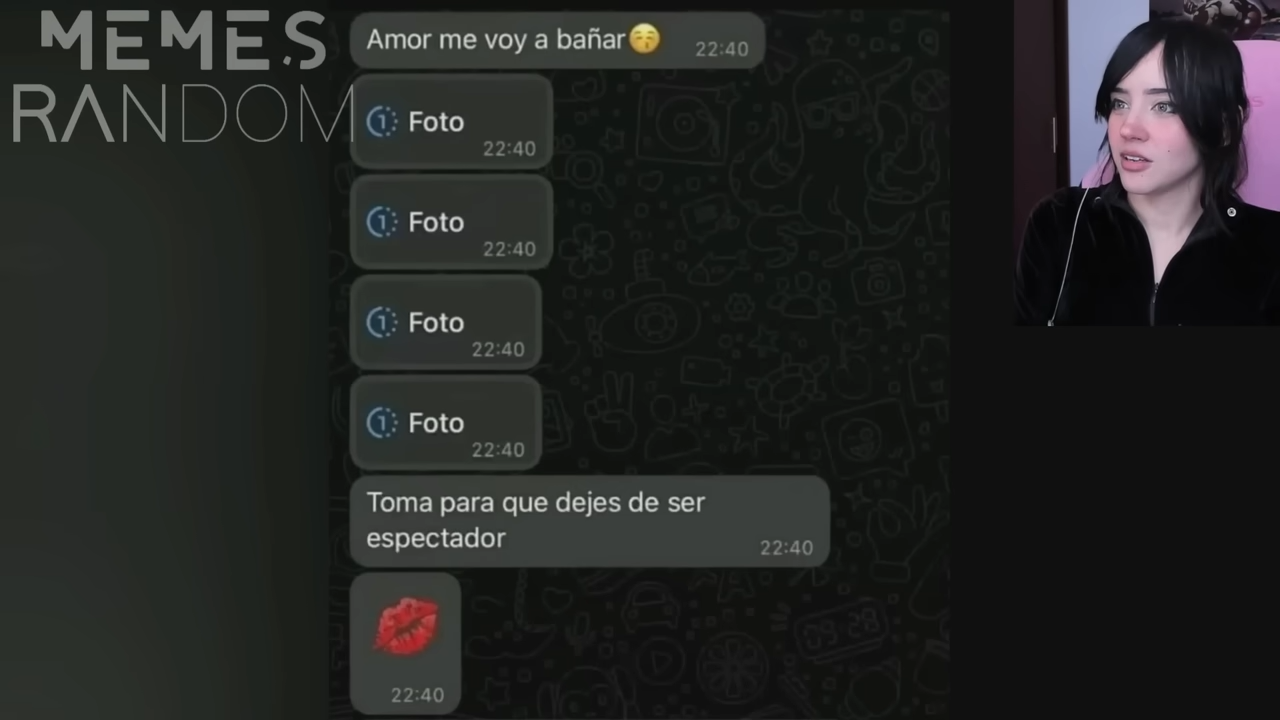 MEMES
RANDOM
Amor me voy a bañar😚 22:40
Foto
22:40
Foto
22:40
Foto
22:40
Foto
22:40
Toma para que dejes de ser
espectador 22:40
💋
22:40